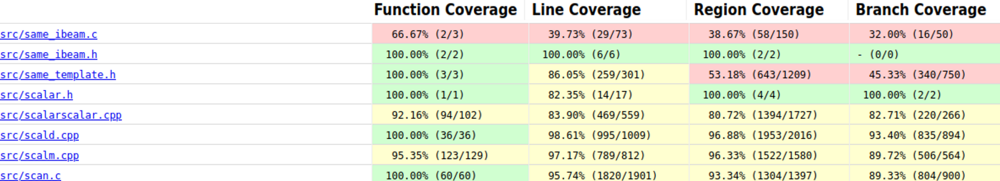 Function Coverage Line Coverage Region Coverage Branch Coverage
src/same_ibeam.c 66.67% (2/3) 39.73% (29/73) 38.67% (58/150) 32.00% (16/50)
src/same_ibeam.h 100.00% (2/2) 100.00% (6/6) 100.00% (2/2) - (0/0)
src/same_template.h 100.00% (3/3) 86.05% (259/301) 53.18% (643/1209) 45.33% (340/750)
src/scalar.h 100.00% (1/1) 82.35% (14/17) 100.00% (4/4) 100.00% (2/2)
src/scalarscalar.cpp 92.16% (94/102) 83.90% (469/559) 80.72% (1394/1727) 82.71% (220/266)
src/scald.cpp 100.00% (36/36) 98.61% (995/1009) 96.88% (1953/2016) 93.40% (835/894)
src/scalm.cpp 95.35% (123/129) 97.17% (789/812) 96.33% (1522/1580) 89.72% (506/564)
src/scan.c 100.00% (60/60) 95.74% (1820/1901) 93.34% (1304/1397) 89.33% (804/900)